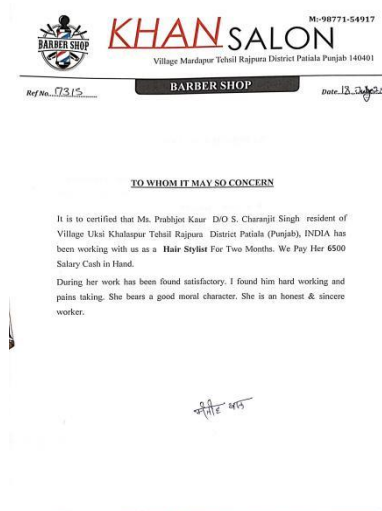 M:-98771-54917
BARBER SHOP
KHAN SALON
Village Mardapur Tehsil Rajpura District Patiala Punjab 140401
BARBER SHOP
Ref No. 17315
Date 13
TO WHOM IT MAY SO CONCERN
It is to certified that Ms. Prabhjot Kaur D/O S. Charanjit Singh resident of
Village Uksi Khalaspur Tehsil Rajpura District Patiala (Punjab), INDIA has
been working with us as a Hair Stylist For Two Months. We Pay Her 6500
Salary Cash in Hand.
During her work has been found satisfactory. I found him hard working and
pains taking. She bears a good moral character. She is an honest & sincere
worker.